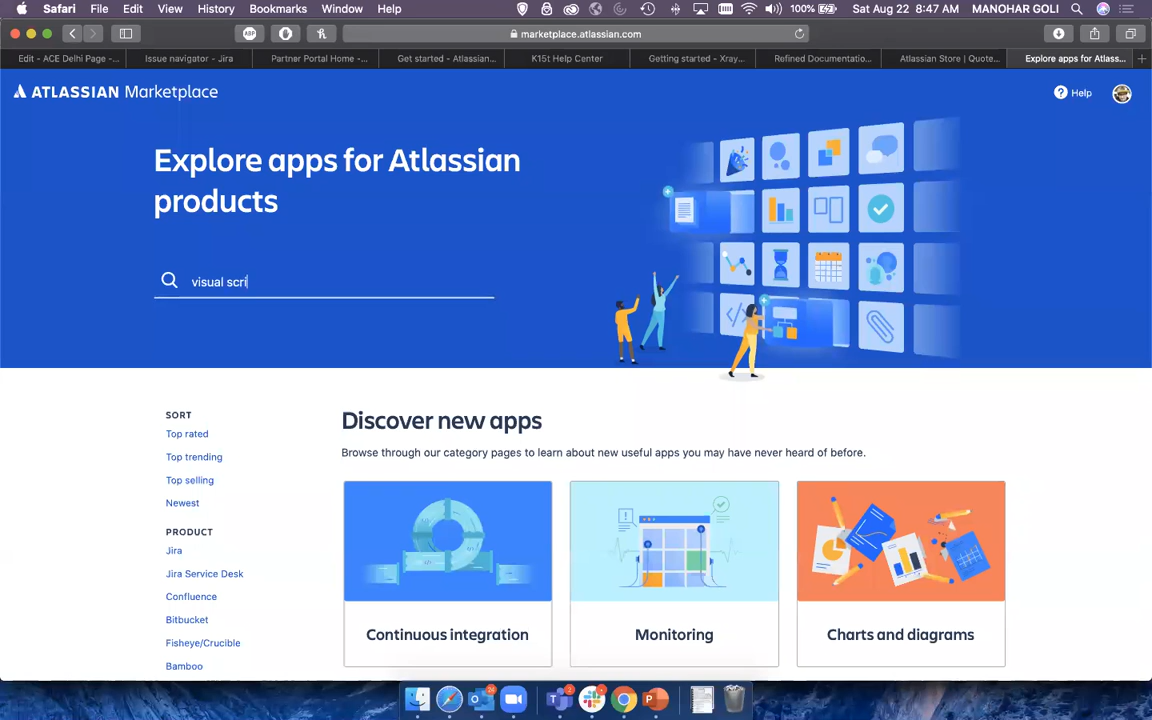 Safari File Edit View History Bookmarks Window Help 100% Sat Aug 22 8:47 AM MANOHAR GOLI
ABP marketplace.atlassian.com
Edit - ACE Delhi Page -... Issue navigator - Jira Partner Portal Home -... Get started - Atlassian... K15t Help Center Getting started - Xray... Refined Documentatio... Atlassian Store | Quote... Explore apps for Atlass...
ATLASSIAN Marketplace
Help
Explore apps for Atlassian
products
visual scri
SORT
Top rated
Top trending
Top selling
Newest
PRODUCT
Jira
Jira Service Desk
Confluence
Bitbucket
Fisheye/Crucible
Bamboo
Discover new apps
Browse through our category pages to learn about new useful apps you may have never heard of before.
Continuous integration
Monitoring
Charts and diagrams